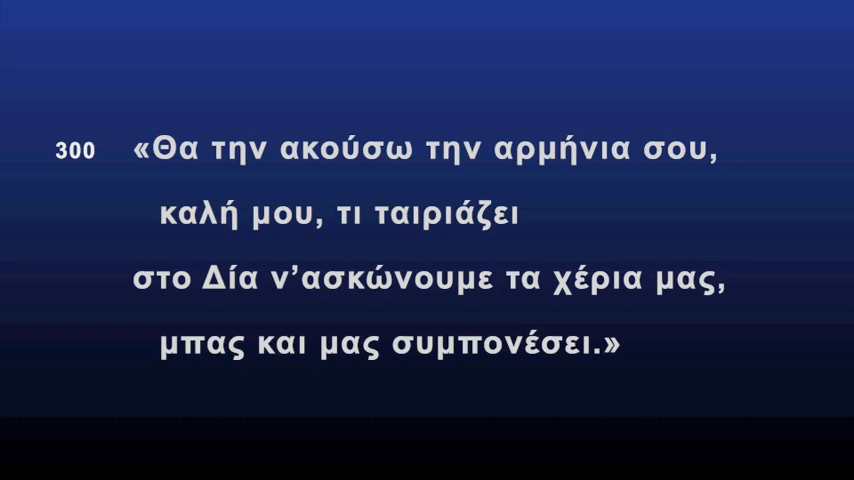 300 «Θα την ακούσω την αρμήνια σου,
καλή μου, τι ταιριάζει
στο Δία ν’ασκώνουμε τα χέρια μας,
μπας και μας συμπονέσει.»